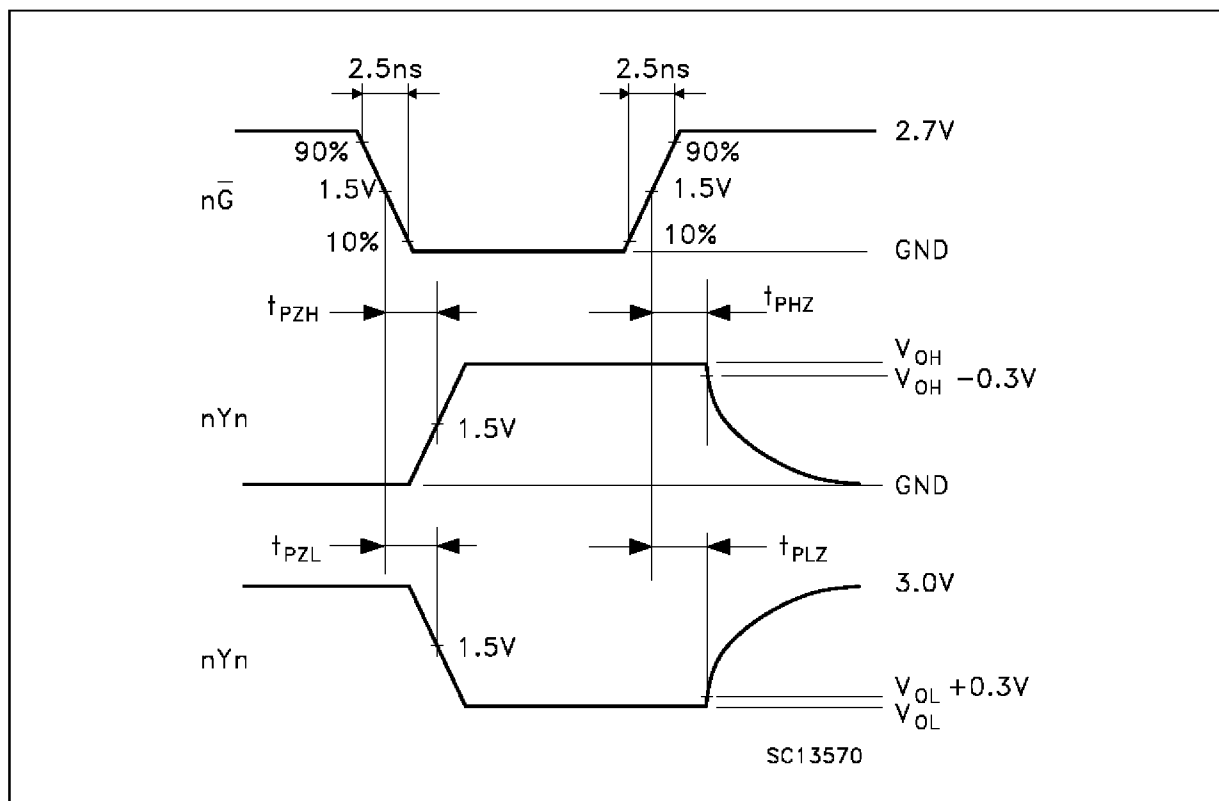 2.5ns 2.5ns
2.7V
90% 90%
nG̅ 1.5V 1.5V
10% 10%
GND
tPZH tPHZ
VOH
VOH −0.3V
nYn 1.5V
GND
tPZL tPLZ
3.0V
nYn 1.5V
VOL +0.3V
VOL
SC13570